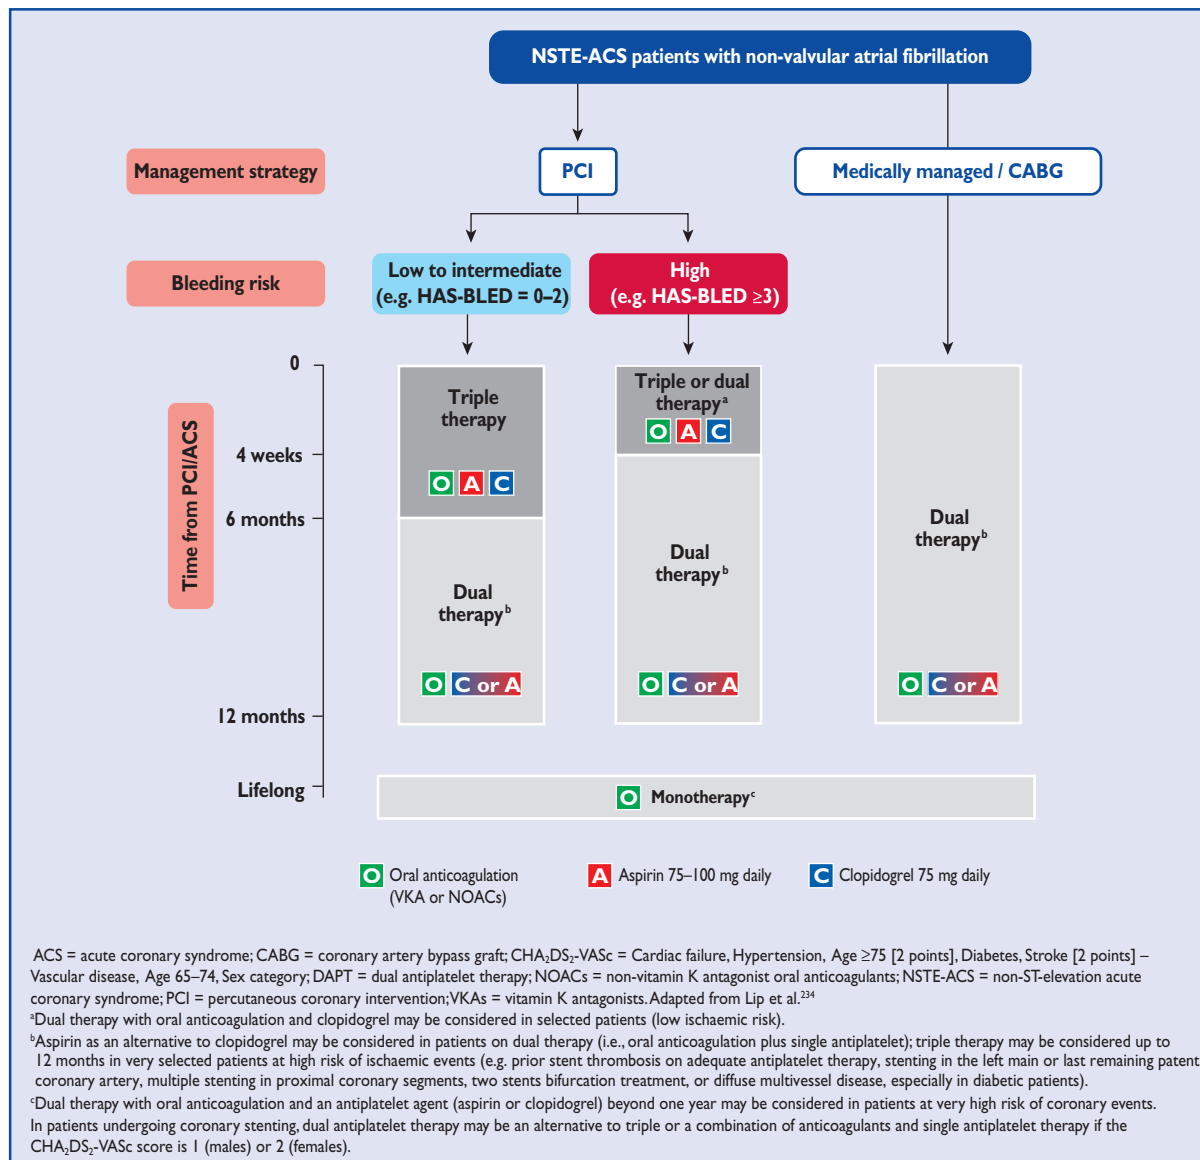 NSTE-ACS patients with non-valvular atrial fibrillation
Management strategy
PCI
Medically managed / CABG
Bleeding risk
Low to intermediate
(e.g. HAS-BLED = 0–2)
High
(e.g. HAS-BLED ≥3)
Time from PCI/ACS
0
4 weeks
6 months
12 months
Lifelong
Triple
therapy
O A C
Dual
therapyb
O C or A
Triple or dual
therapya
O A C
Dual
therapyb
O C or A
Dual
therapyb
O C or A
O Monotherapyc
O Oral anticoagulation
(VKA or NOACs)
A Aspirin 75–100 mg daily
C Clopidogrel 75 mg daily
ACS = acute coronary syndrome; CABG = coronary artery bypass graft; CHA2DS2-VASc = Cardiac failure, Hypertension, Age ≥75 [2 points], Diabetes, Stroke [2 points] –
Vascular disease, Age 65–74, Sex category; DAPT = dual antiplatelet therapy; NOACs = non-vitamin K antagonist oral anticoagulants; NSTE-ACS = non-ST-elevation acute
coronary syndrome; PCI = percutaneous coronary intervention; VKAs = vitamin K antagonists. Adapted from Lip et al.234
aDual therapy with oral anticoagulation and clopidogrel may be considered in selected patients (low ischaemic risk).
bAspirin as an alternative to clopidogrel may be considered in patients on dual therapy (i.e., oral anticoagulation plus single antiplatelet); triple therapy may be considered up to
12 months in very selected patients at high risk of ischaemic events (e.g. prior stent thrombosis on adequate antiplatelet therapy, stenting in the left main or last remaining patent
coronary artery, multiple stenting in proximal coronary segments, two stents bifurcation treatment, or diffuse multivessel disease, especially in diabetic patients).
cDual therapy with oral anticoagulation and an antiplatelet agent (aspirin or clopidogrel) beyond one year may be considered in patients at very high risk of coronary events.
In patients undergoing coronary stenting, dual antiplatelet therapy may be an alternative to triple or a combination of anticoagulants and single antiplatelet therapy if the
CHA2DS2-VASc score is 1 (males) or 2 (females).